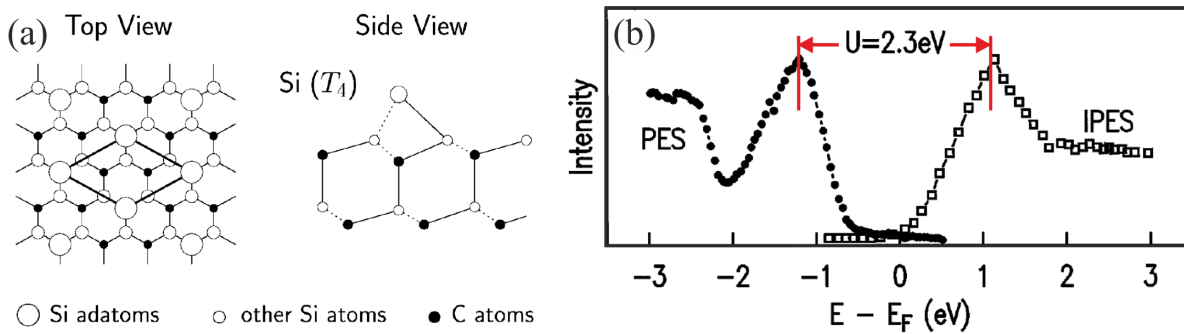 (a)
Top View
Side View
Si (T4)
Si adatoms
other Si atoms
C atoms
(b)
U=2.3eV
PES
IPES
Intensity
−3
−2
−1
0
1
2
3
E − EF (eV)